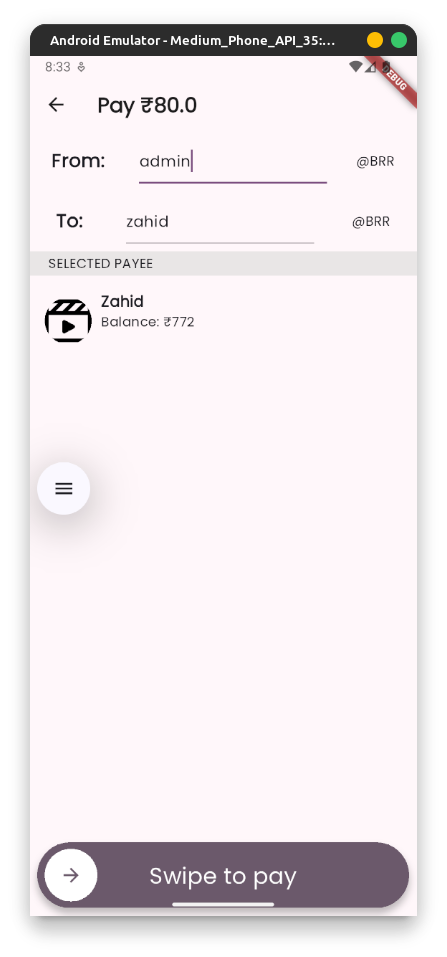 Android Emulator - Medium_Phone_API_35:...
8:33
Pay ₹80.0
From: admin @BRR
To: zahid @BRR
SELECTED PAYEE
Zahid
Balance: ₹772
Swipe to pay